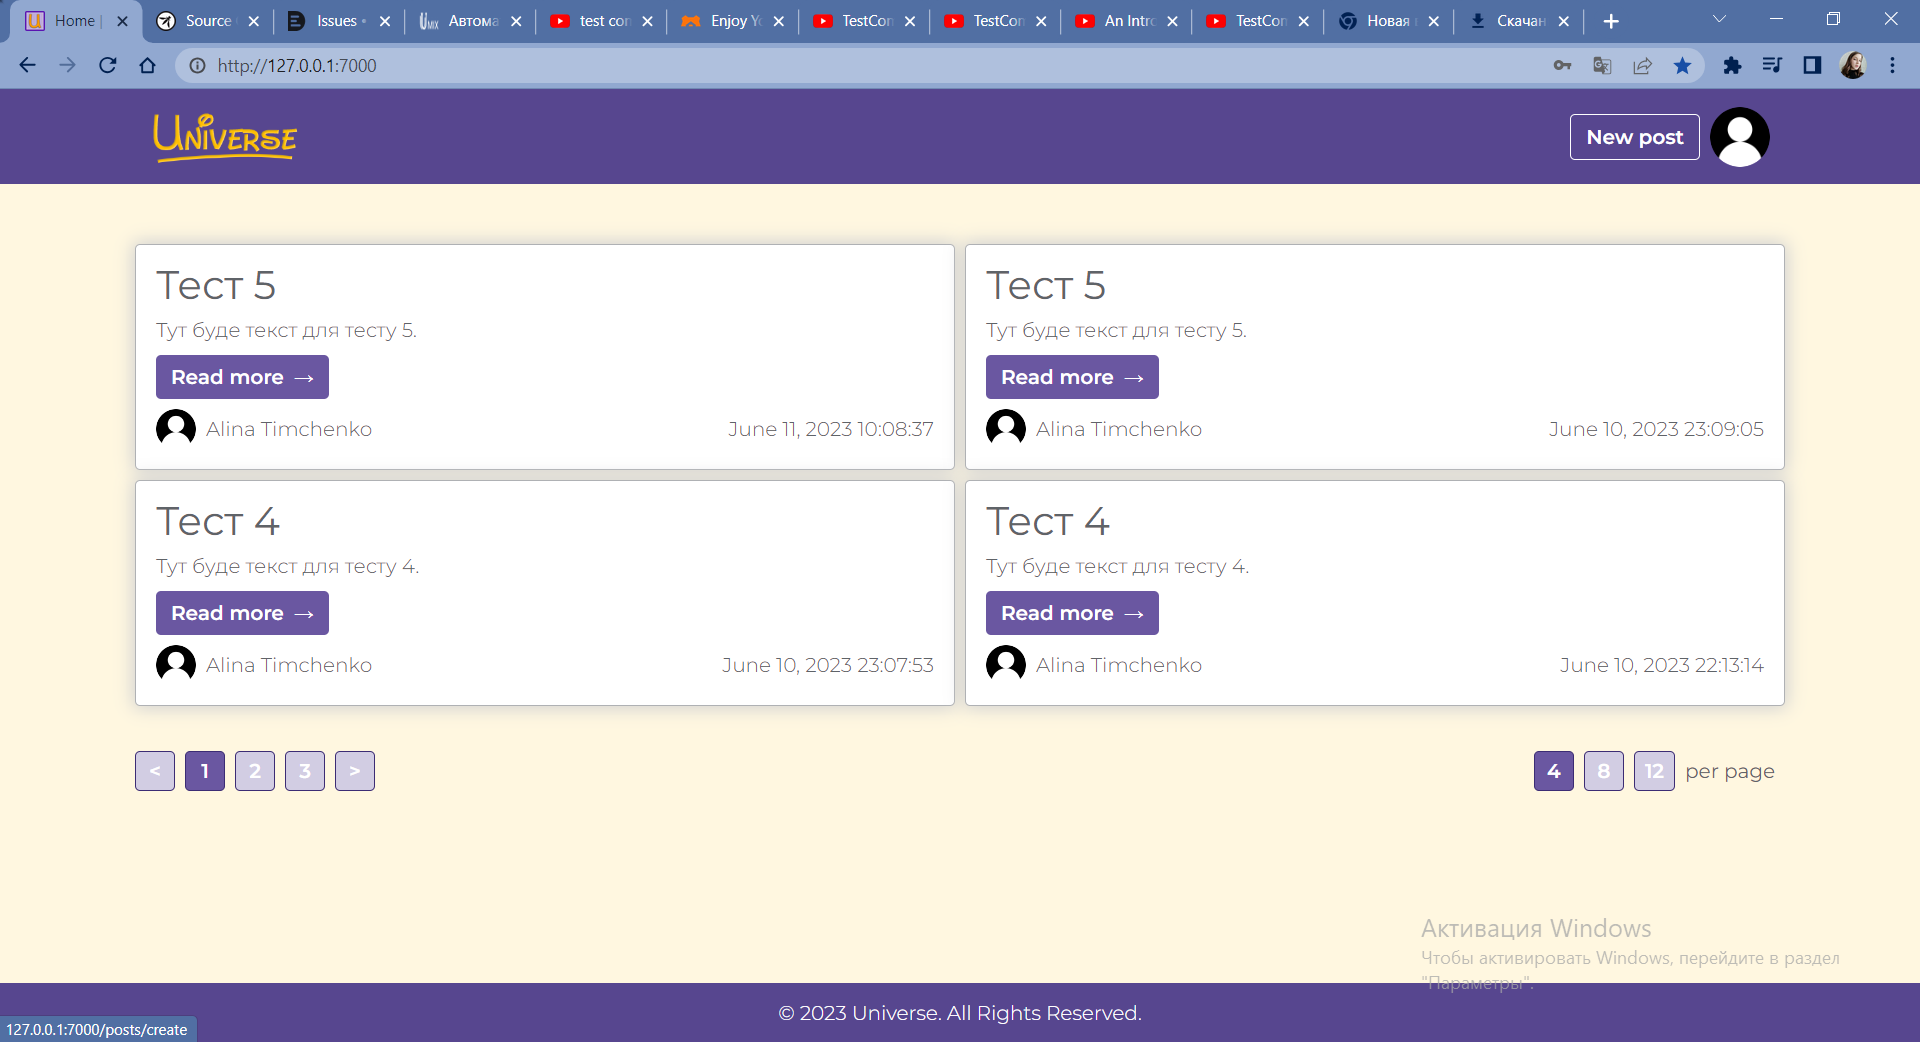 Home |
Source
Issues -
Автома
test con
Enjoy Yo
TestCon
TestCon
An Intro
TestCon
Новая
Скачан
http://127.0.0.1:7000
UNIVERSE
New post
Тест 5
Тут буде текст для тесту 5.
Read more →
Alina Timchenko
June 11, 2023 10:08:37
Тест 5
Тут буде текст для тесту 5.
Read more →
Alina Timchenko
June 10, 2023 23:09:05
Тест 4
Тут буде текст для тесту 4.
Read more →
Alina Timchenko
June 10, 2023 23:07:53
Тест 4
Тут буде текст для тесту 4.
Read more →
Alina Timchenko
June 10, 2023 22:13:14
< 1 2 3 >
4 8 12 per page
Активация Windows
Чтобы активировать Windows, перейдите в раздел
"Параметры".
© 2023 Universe. All Rights Reserved.
127.0.0.1:7000/posts/create